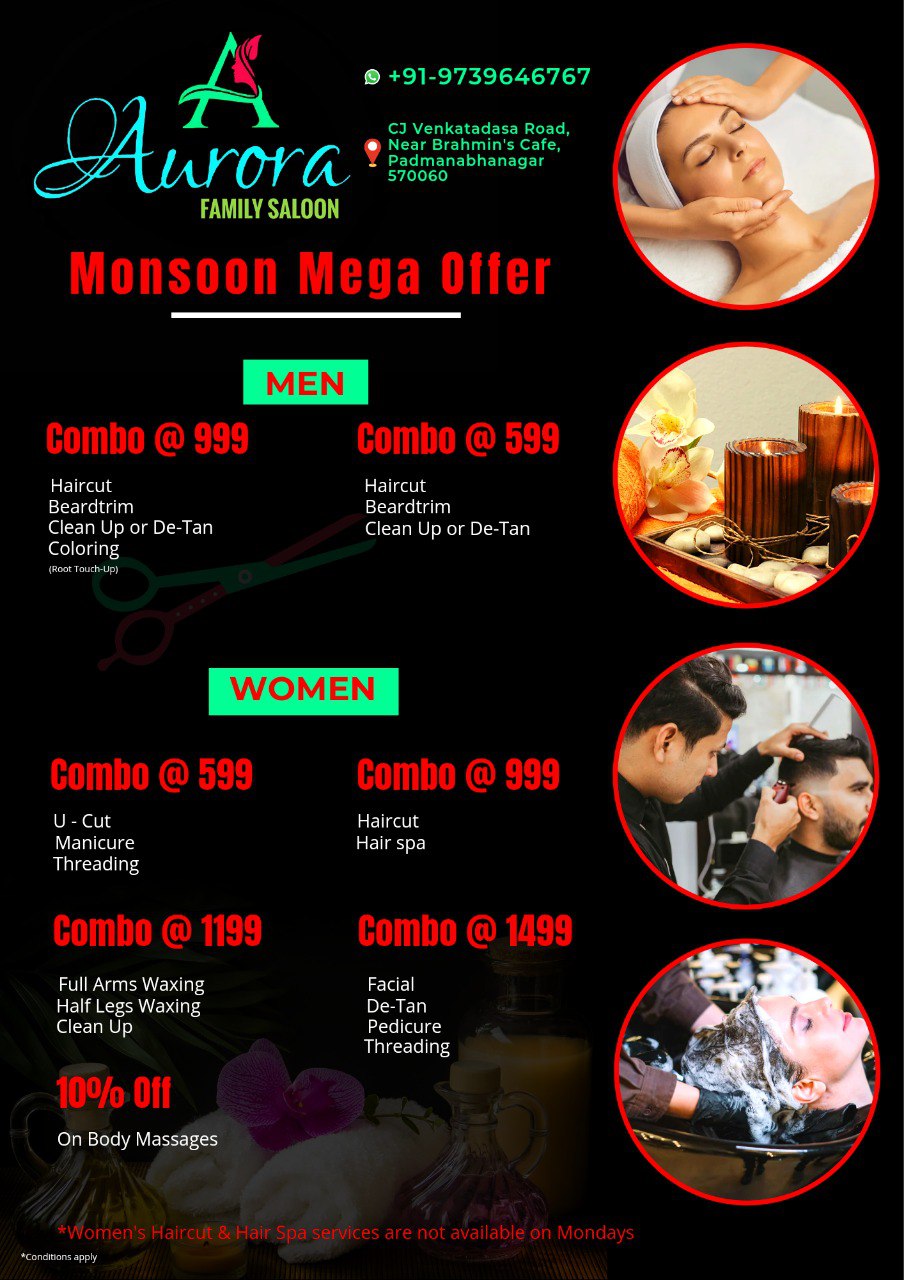 A
Aurora
FAMILY SALOON
+91-9739646767
CJ Venkatadasa Road,
Near Brahmin's Cafe,
Padmanabhanagar
570060
Monsoon Mega Offer
MEN
Combo @ 999
Haircut
Beardtrim
Clean Up or De-Tan
Coloring
(Root Touch-Up)
Combo @ 599
Haircut
Beardtrim
Clean Up or De-Tan
WOMEN
Combo @ 599
U - Cut
Manicure
Threading
Combo @ 999
Haircut
Hair spa
Combo @ 1199
Full Arms Waxing
Half Legs Waxing
Clean Up
Combo @ 1499
Facial
De-Tan
Pedicure
Threading
10% Off
On Body Massages
*Women's Haircut & Hair Spa services are not available on Mondays
*Conditions apply